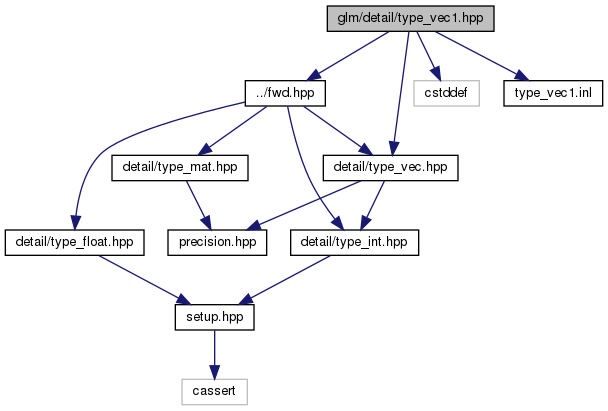 glm/detail/type_vec1.hpp
../fwd.hpp
cstddef
type_vec1.inl
detail/type_mat.hpp
detail/type_vec.hpp
detail/type_float.hpp
precision.hpp
detail/type_int.hpp
setup.hpp
cassert